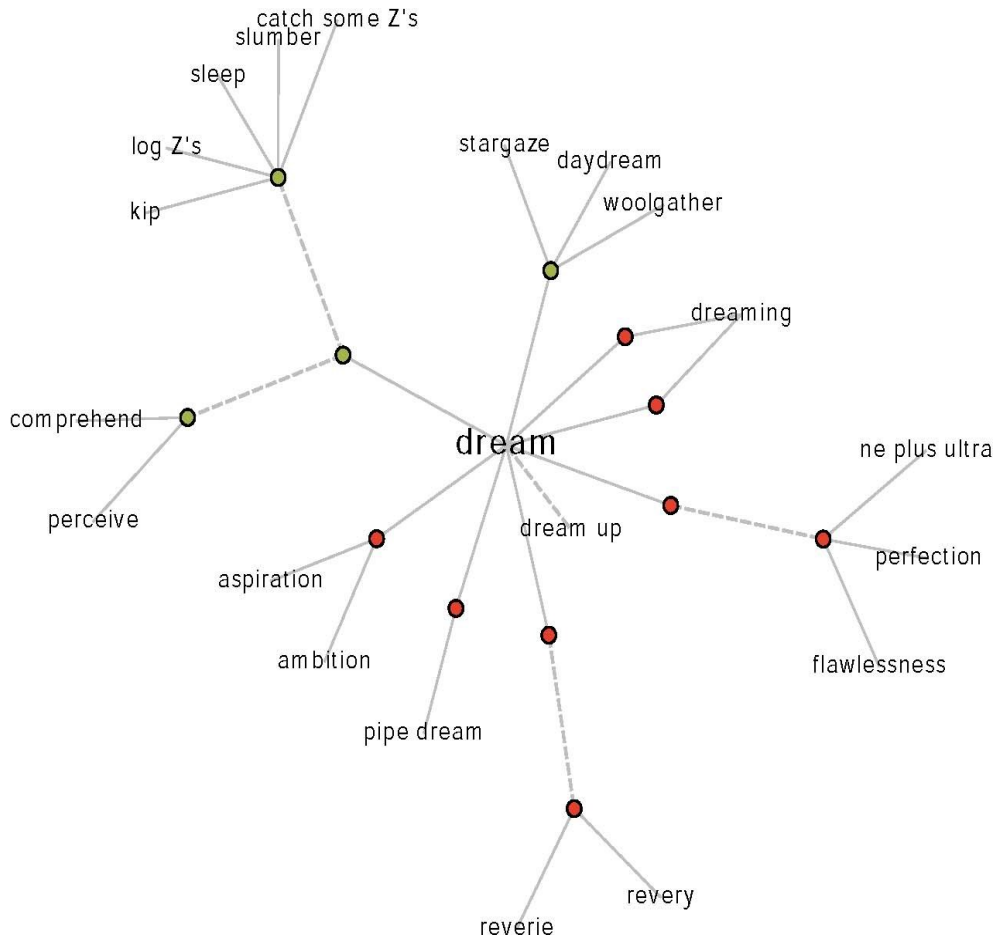 catch some Z's
slumber
sleep
log Z's
kip
stargaze
daydream
woolgather
dreaming
comprehend
dream
ne plus ultra
perceive
dream up
perfection
aspiration
ambition
flawlessness
pipe dream
revery
reverie